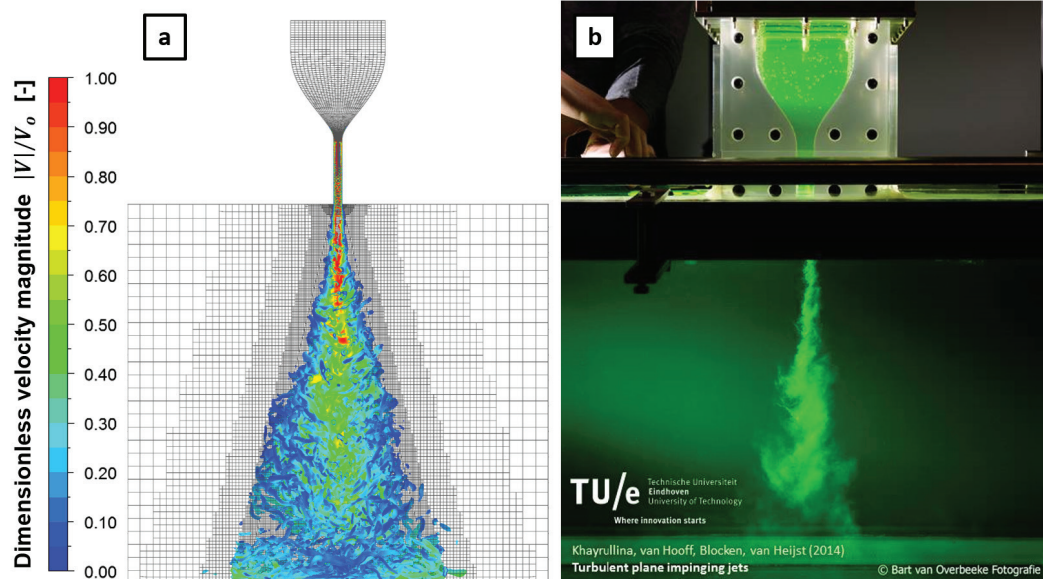 a
Dimensionless velocity magnitude |V|/V₀ [-]
1.00
0.90
0.80
0.70
0.60
0.50
0.40
0.30
0.20
0.10
0.00
b
TU/e
Technische Universiteit
Eindhoven
University of Technology
Where innovation starts
Khayrullina, van Hooff, Blocken, van Heijst (2014)
Turbulent plane impinging jets
© Bart van Overbeeke Fotografie